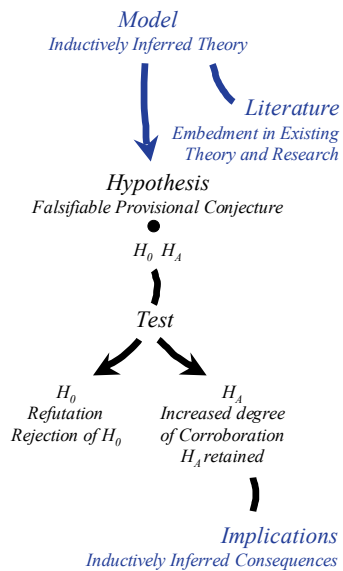 Model
Inductively Inferred Theory
Literature
Embedment in Existing
Theory and Research
Hypothesis
Falsifiable Provisional Conjecture
H0 HA
Test
H0
Refutation
Rejection of H0
HA
Increased degree
of Corroboration
HA retained
Implications
Inductively Inferred Consequences